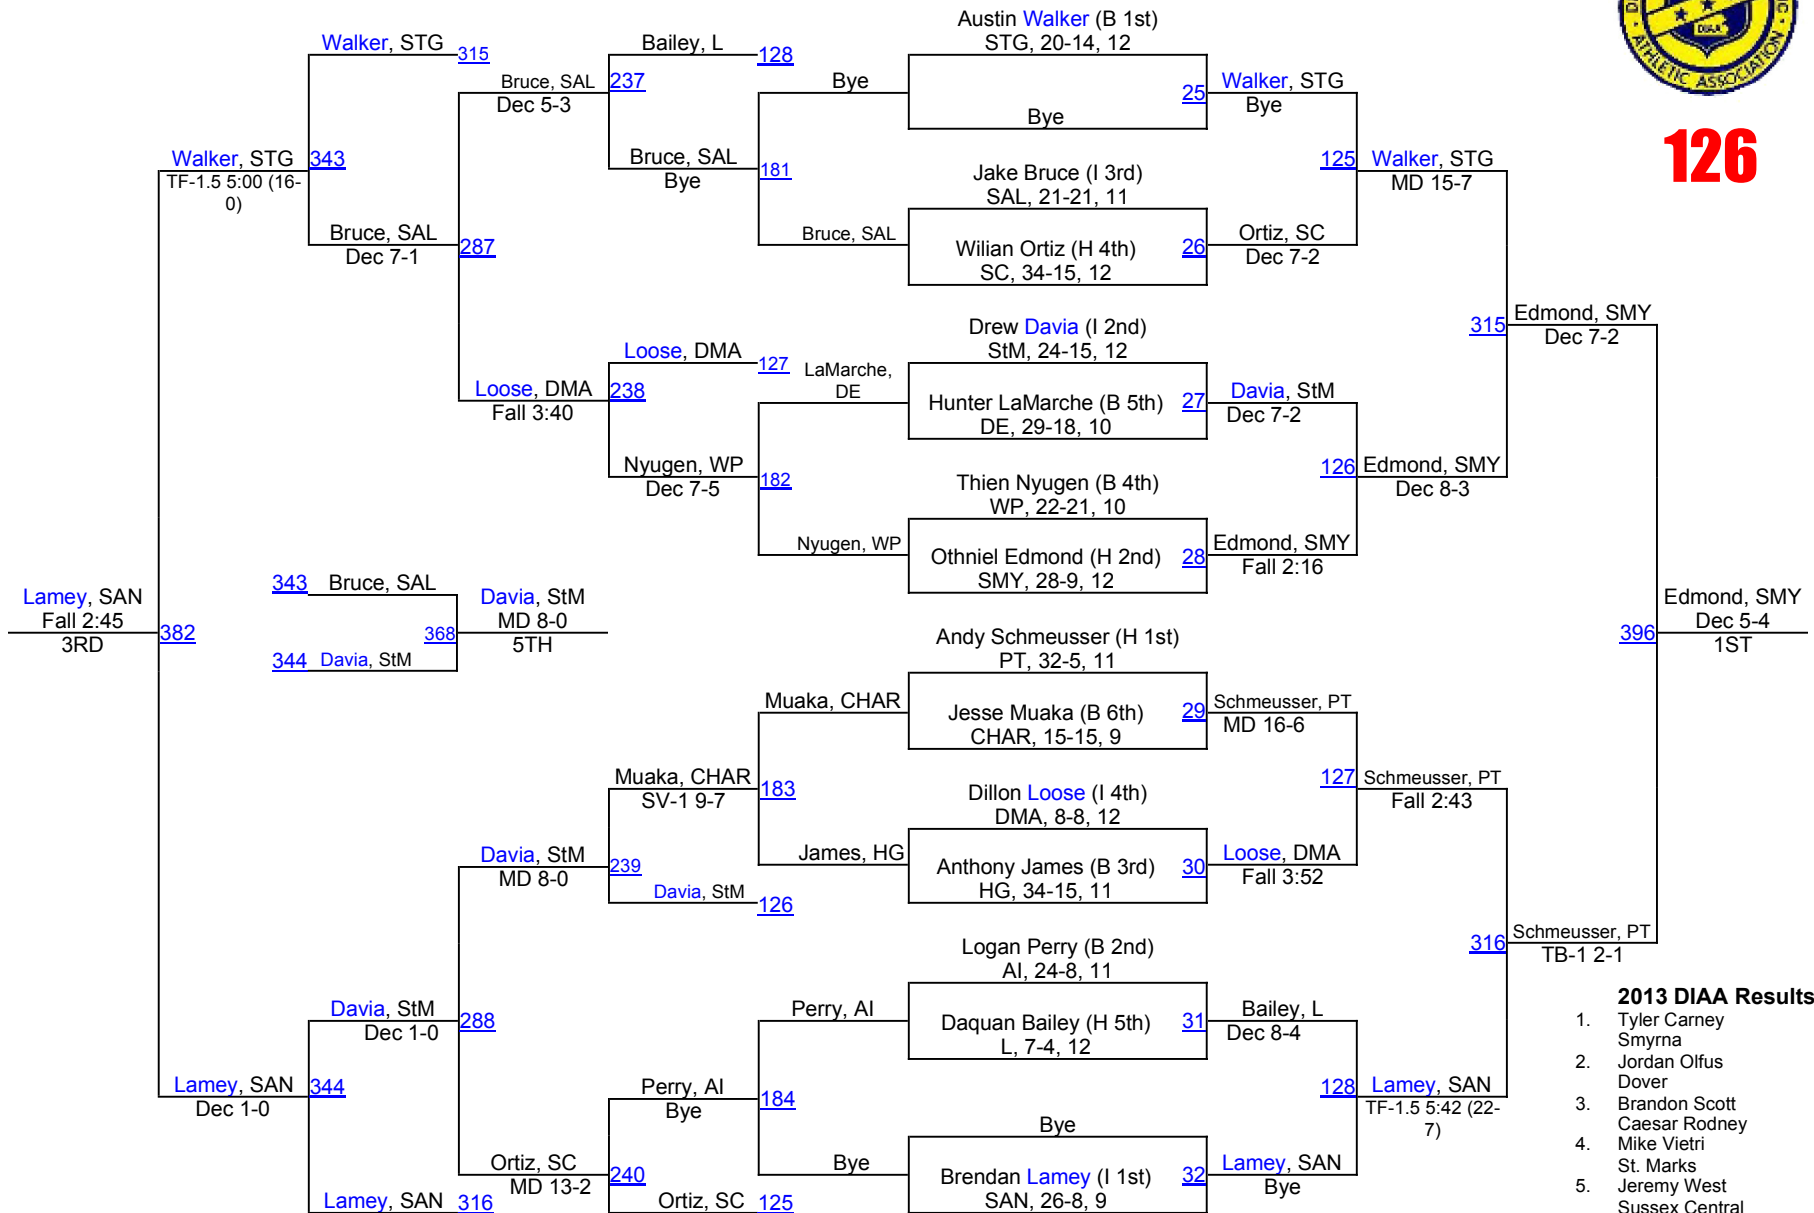 Austin Walker (B 1st)
STG, 20-14, 12
Bye
25
Jake Bruce (I 3rd)
SAL, 21-21, 11
Wilian Ortiz (H 4th)
SC, 34-15, 12
26
Drew Davia (I 2nd)
StM, 24-15, 12
Hunter LaMarche (B 5th)
DE, 29-18, 10
27
Thien Nyugen (B 4th)
WP, 22-21, 10
Othniel Edmond (H 2nd)
SMY, 28-9, 12
28
Andy Schmeusser (H 1st)
PT, 32-5, 11
Jesse Muaka (B 6th)
CHAR, 15-15, 9
29
Dillon Loose (I 4th)
DMA, 8-8, 12
Anthony James (B 3rd)
HG, 34-15, 11
30
Logan Perry (B 2nd)
AI, 24-8, 11
Daquan Bailey (H 5th)
L, 7-4, 12
31
Bye
Brendan Lamey (I 1st)
SAN, 26-8, 9
32
Walker, STG
Bye
125
Ortiz, SC
Dec 7-2
Davia, StM
Dec 7-2
126
Edmond, SMY
Fall 2:16
Schmeusser, PT
MD 16-6
127
Loose, DMA
Fall 3:52
Bailey, L
Dec 8-4
128
Lamey, SAN
Bye
Walker, STG
MD 15-7
315
Edmond, SMY
Dec 8-3
Schmeusser, PT
Fall 2:43
316
Lamey, SAN
TF-1.5 5:42 (22-
7)
Edmond, SMY
Dec 7-2
396
Schmeusser, PT
TB-1 2-1
Edmond, SMY
Dec 5-4
1ST
Bye
181
Bruce, SAL
LaMarche,
DE
182
Nyugen, WP
Muaka, CHAR
183
James, HG
Perry, AI
184
Bye
Bailey, L
128
237
Bruce, SAL
Bye
Loose, DMA
127
238
Nyugen, WP
Dec 7-5
Muaka, CHAR
SV-1 9-7
239
Davia, StM
126
Perry, AI
Bye
240
Ortiz, SC
125
Bruce, SAL
Dec 5-3
287
Loose, DMA
Fall 3:40
Davia, StM
MD 8-0
288
Ortiz, SC
MD 13-2
Walker, STG
315
343
Bruce, SAL
Dec 7-1
Davia, StM
Dec 1-0
344
Lamey, SAN
316
Walker, STG
TF-1.5 5:00 (16-
0)
382
Lamey, SAN
Dec 1-0
Lamey, SAN
Fall 2:45
3RD
343
Bruce, SAL
368
344
Davia, StM
Davia, StM
MD 8-0
5TH
DIAA
ATHLETIC ASSOCIATION
126
2013 DIAA Results
1. Tyler Carney
Smyrna
2. Jordan Olfus
Dover
3. Brandon Scott
Caesar Rodney
4. Mike Vietri
St. Marks
5. Jeremy West
Sussex Central